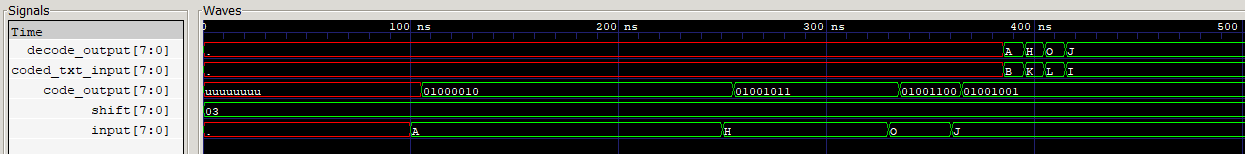 Signals Waves
Time 0 100 ns 200 ns 300 ns 400 ns 500
decode_output[7:0] . A H O J
coded_txt_input[7:0] . B K L I
code_output[7:0] uuuuuuuu 01000010 01001011 01001100 01001001
shift[7:0] 03
input[7:0] . A H O J